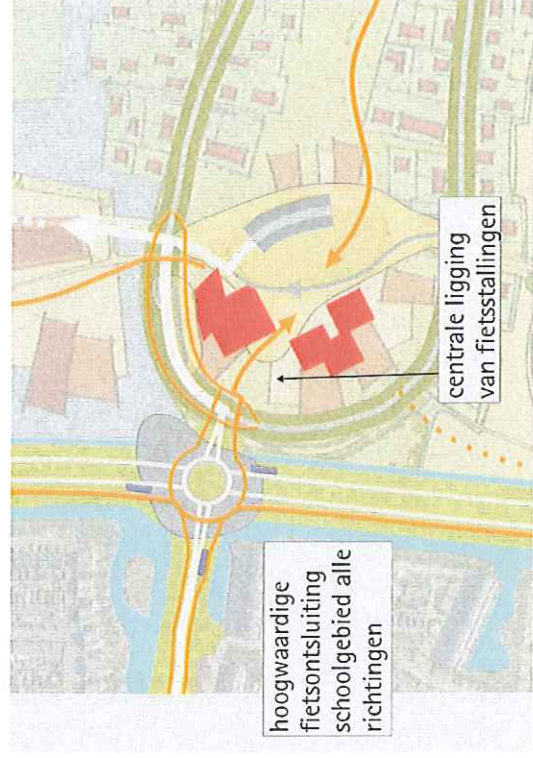 hoogwaardige
fietsontsluiting
schoolgebied alle
richtingen
centrale ligging
van fietsstallingen